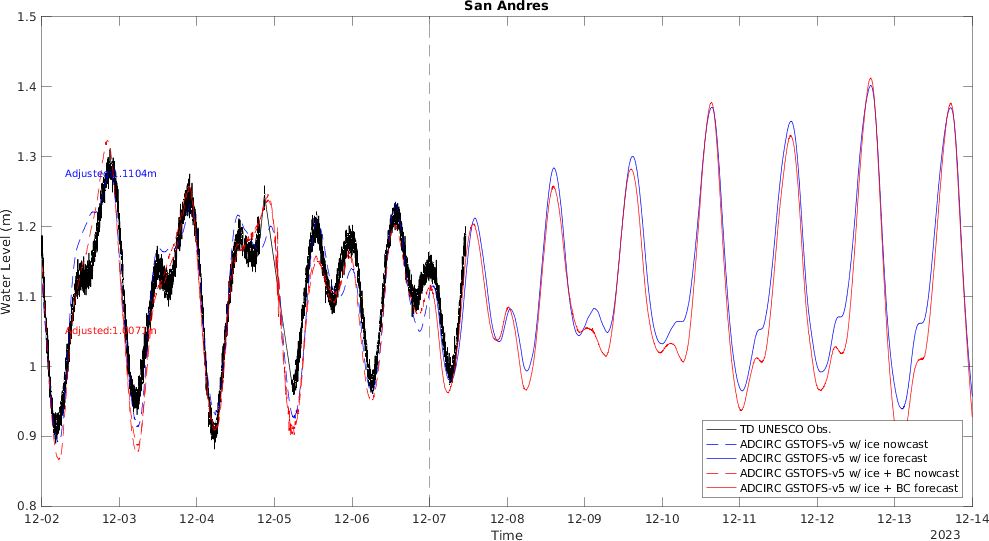 San Andres
1.5
1.4
1.3
1.2
1.1
1
0.9
0.8
Water Level (m)
Adjusted:1.1104m
Adjusted:1.0071m
TD UNESCO Obs.
ADCIRC GSTOFS-v5 w/ ice nowcast
ADCIRC GSTOFS-v5 w/ ice forecast
ADCIRC GSTOFS-v5 w/ ice + BC nowcast
ADCIRC GSTOFS-v5 w/ ice + BC forecast
12-02 12-03 12-04 12-05 12-06 12-07 12-08 12-09 12-10 12-11 12-12 12-13 12-14
Time
2023